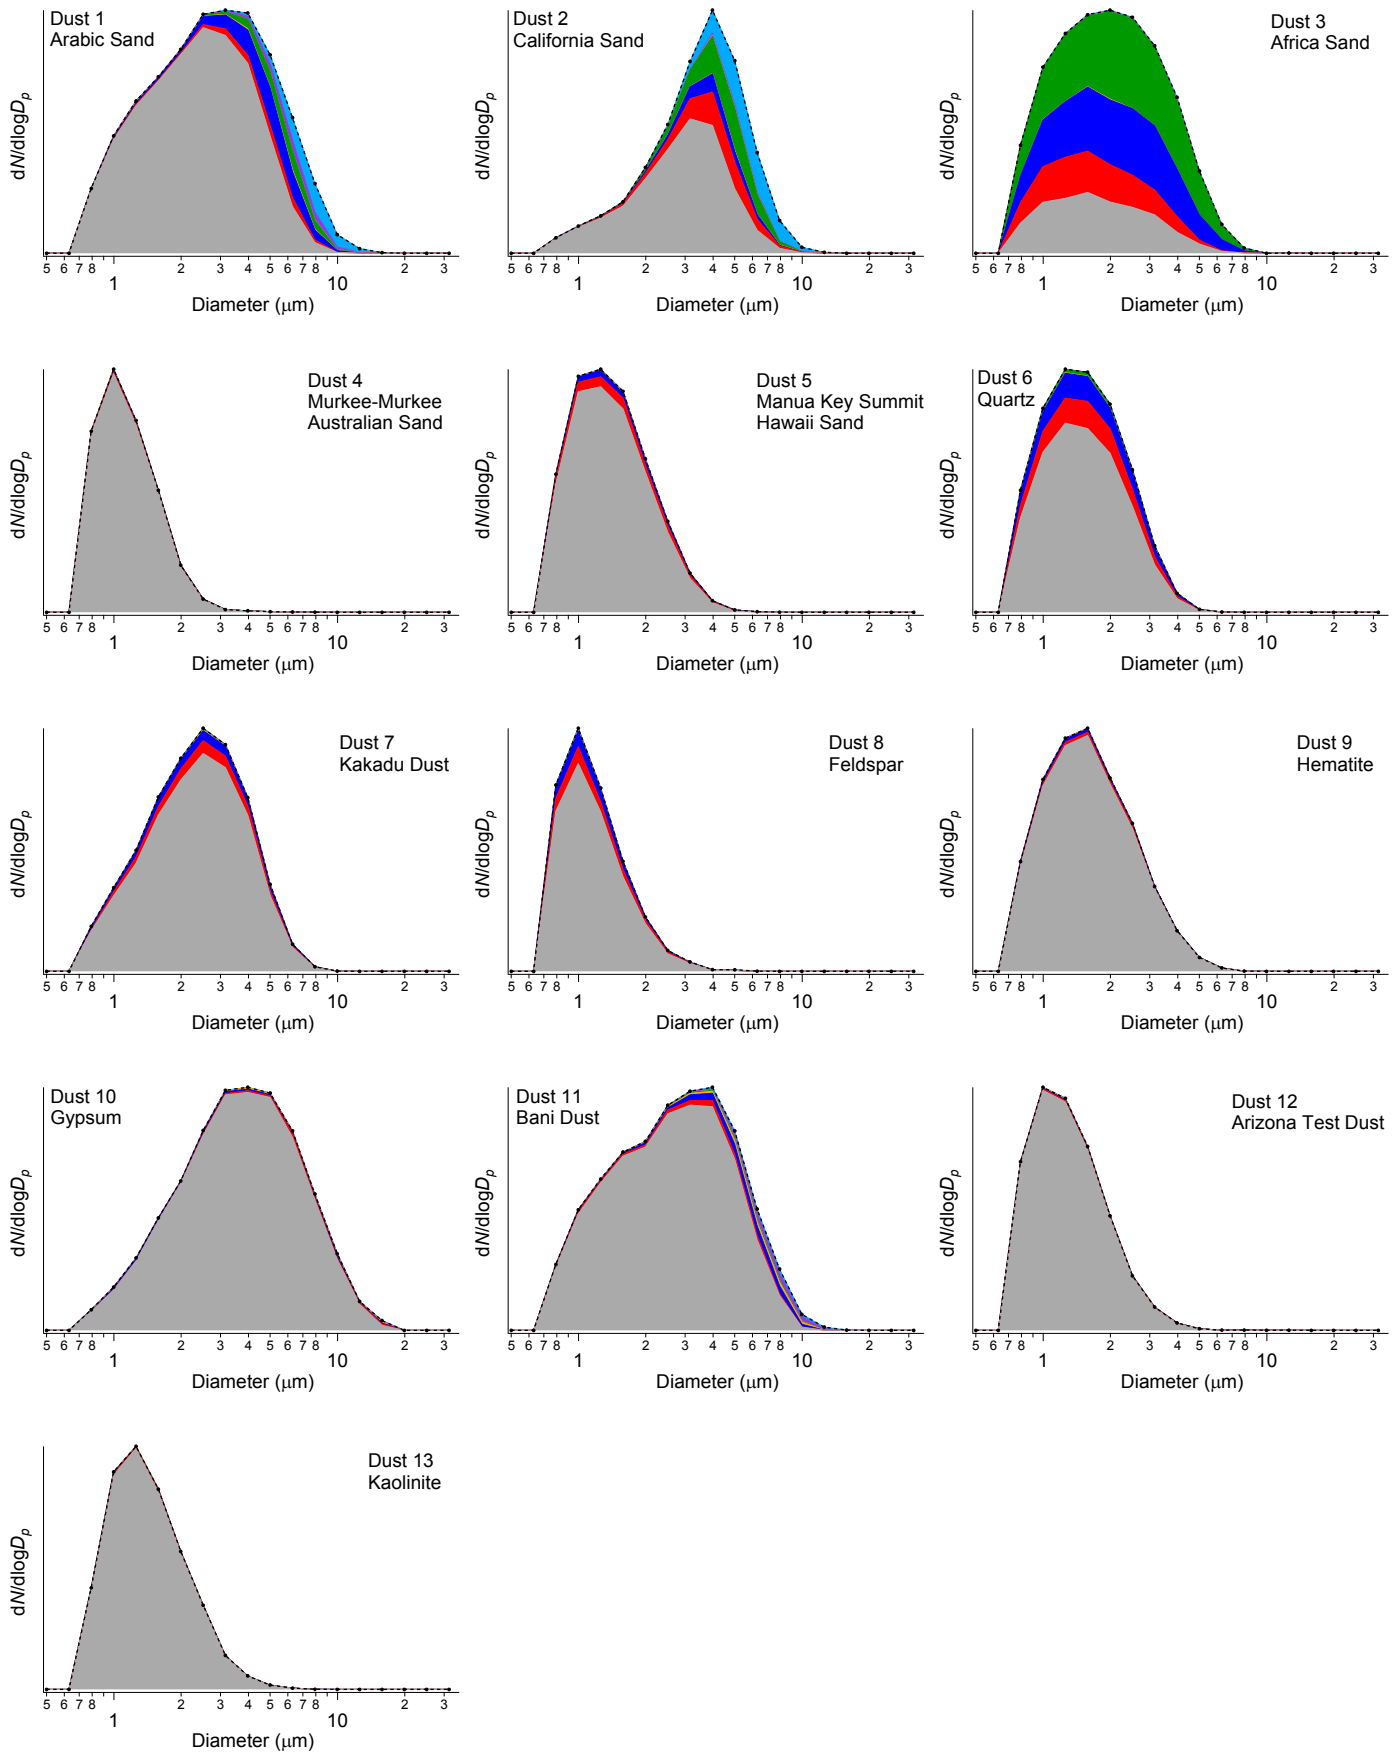 Dust 1
Arabic Sand
dN/dlogDp
5 6 7 8 2 3 4 5 6 7 8 2 3
1 10
Diameter (μm)
Dust 2
California Sand
dN/dlogDp
5 6 7 8 2 3 4 5 6 7 8 2 3
1 10
Diameter (μm)
Dust 3
Africa Sand
dN/dlogDp
5 6 7 8 2 3 4 5 6 7 8 2 3
1 10
Diameter (μm)
Dust 4
Murkee-Murkee
Australian Sand
dN/dlogDp
5 6 7 8 2 3 4 5 6 7 8 2 3
1 10
Diameter (μm)
Dust 5
Manua Key Summit
Hawaii Sand
dN/dlogDp
5 6 7 8 2 3 4 5 6 7 8 2 3
1 10
Diameter (μm)
Dust 6
Quartz
dN/dlogDp
5 6 7 8 2 3 4 5 6 7 8 2 3
1 10
Diameter (μm)
Dust 7
Kakadu Dust
dN/dlogDp
5 6 7 8 2 3 4 5 6 7 8 2 3
1 10
Diameter (μm)
Dust 8
Feldspar
dN/dlogDp
5 6 7 8 2 3 4 5 6 7 8 2 3
1 10
Diameter (μm)
Dust 9
Hematite
dN/dlogDp
5 6 7 8 2 3 4 5 6 7 8 2 3
1 10
Diameter (μm)
Dust 10
Gypsum
dN/dlogDp
5 6 7 8 2 3 4 5 6 7 8 2 3
1 10
Diameter (μm)
Dust 11
Bani Dust
dN/dlogDp
5 6 7 8 2 3 4 5 6 7 8 2 3
1 10
Diameter (μm)
Dust 12
Arizona Test Dust
dN/dlogDp
5 6 7 8 2 3 4 5 6 7 8 2 3
1 10
Diameter (μm)
Dust 13
Kaolinite
dN/dlogDp
5 6 7 8 2 3 4 5 6 7 8 2 3
1 10
Diameter (μm)